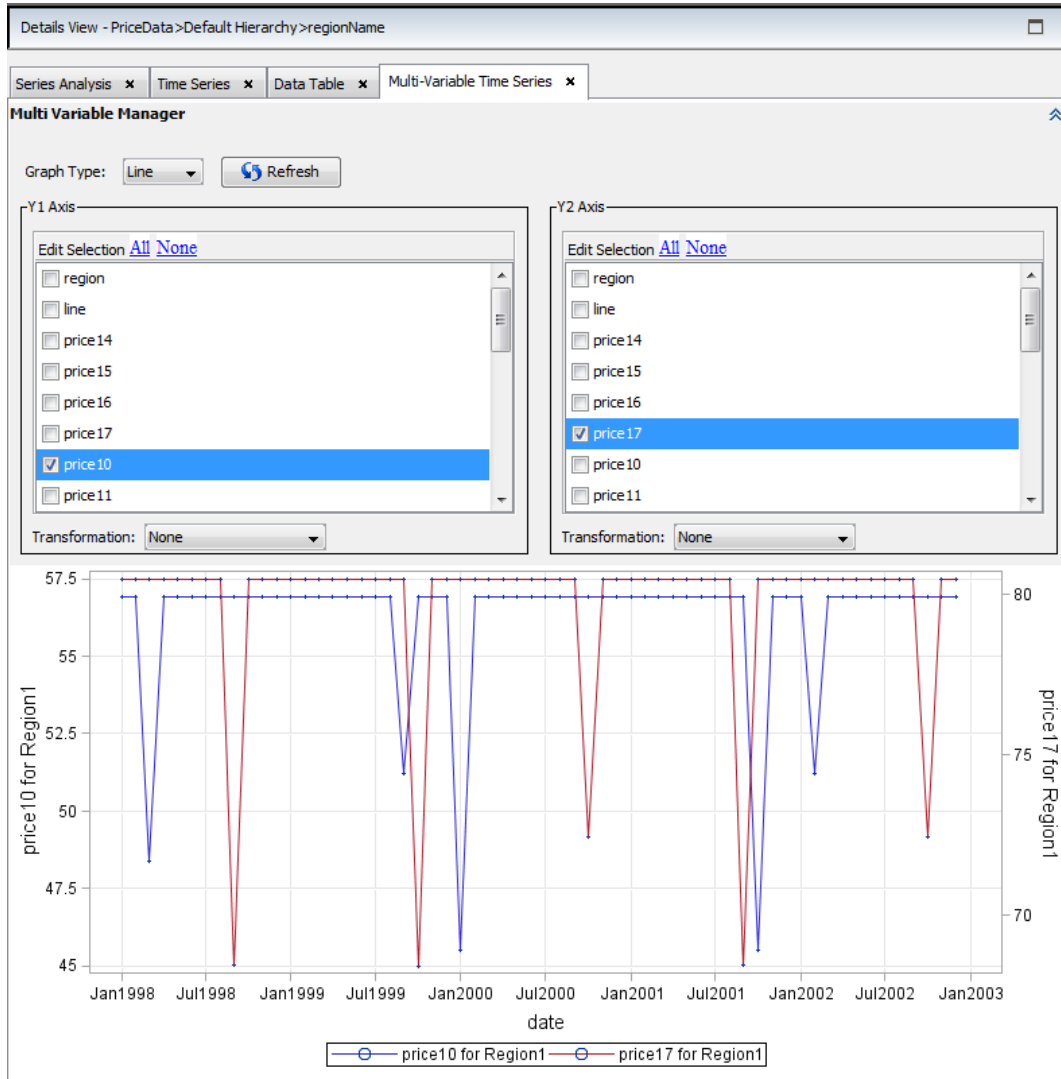 Details View - PriceData>Default Hierarchy>regionName
Series Analysis × Time Series × Data Table × Multi-Variable Time Series ×
Multi Variable Manager
Graph Type: Line Refresh
Y1 Axis
Edit Selection All None
region
line
price14
price15
price16
price17
price10
price11
Transformation: None
Y2 Axis
Edit Selection All None
region
line
price14
price15
price16
price17
price10
price11
Transformation: None
57.5
55
52.5
50
47.5
45
price10 for Region1
80
75
70
price17 for Region1
Jan1998 Jul1998 Jan1999 Jul1999 Jan2000 Jul2000 Jan2001 Jul2001 Jan2002 Jul2002 Jan2003
date
price10 for Region1 price17 for Region1